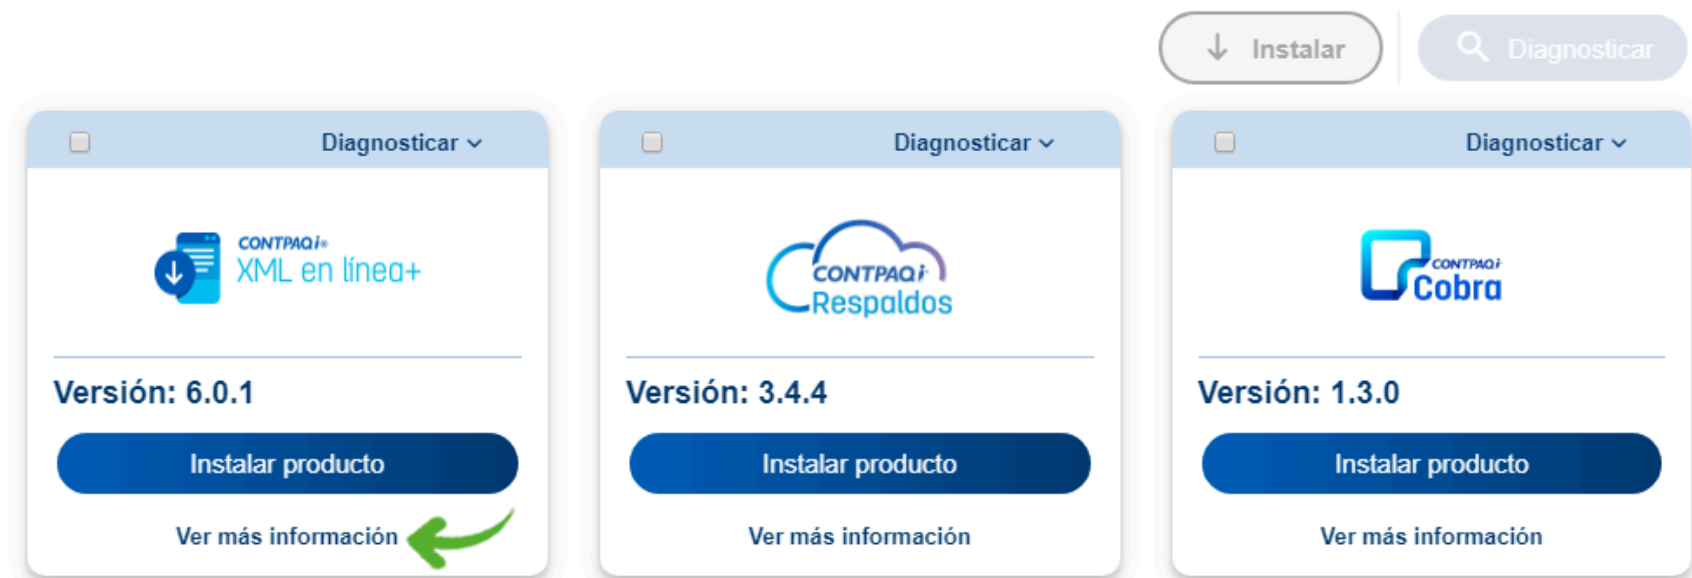 Instalar
Diagnosticar
Diagnosticar
CONTPAQi®
XML en línea+
Versión: 6.0.1
Instalar producto
Ver más información
Diagnosticar
CONTPAQi
Respaldos
Versión: 3.4.4
Instalar producto
Ver más información
Diagnosticar
CONTPAQi
Cobra
Versión: 1.3.0
Instalar producto
Ver más información